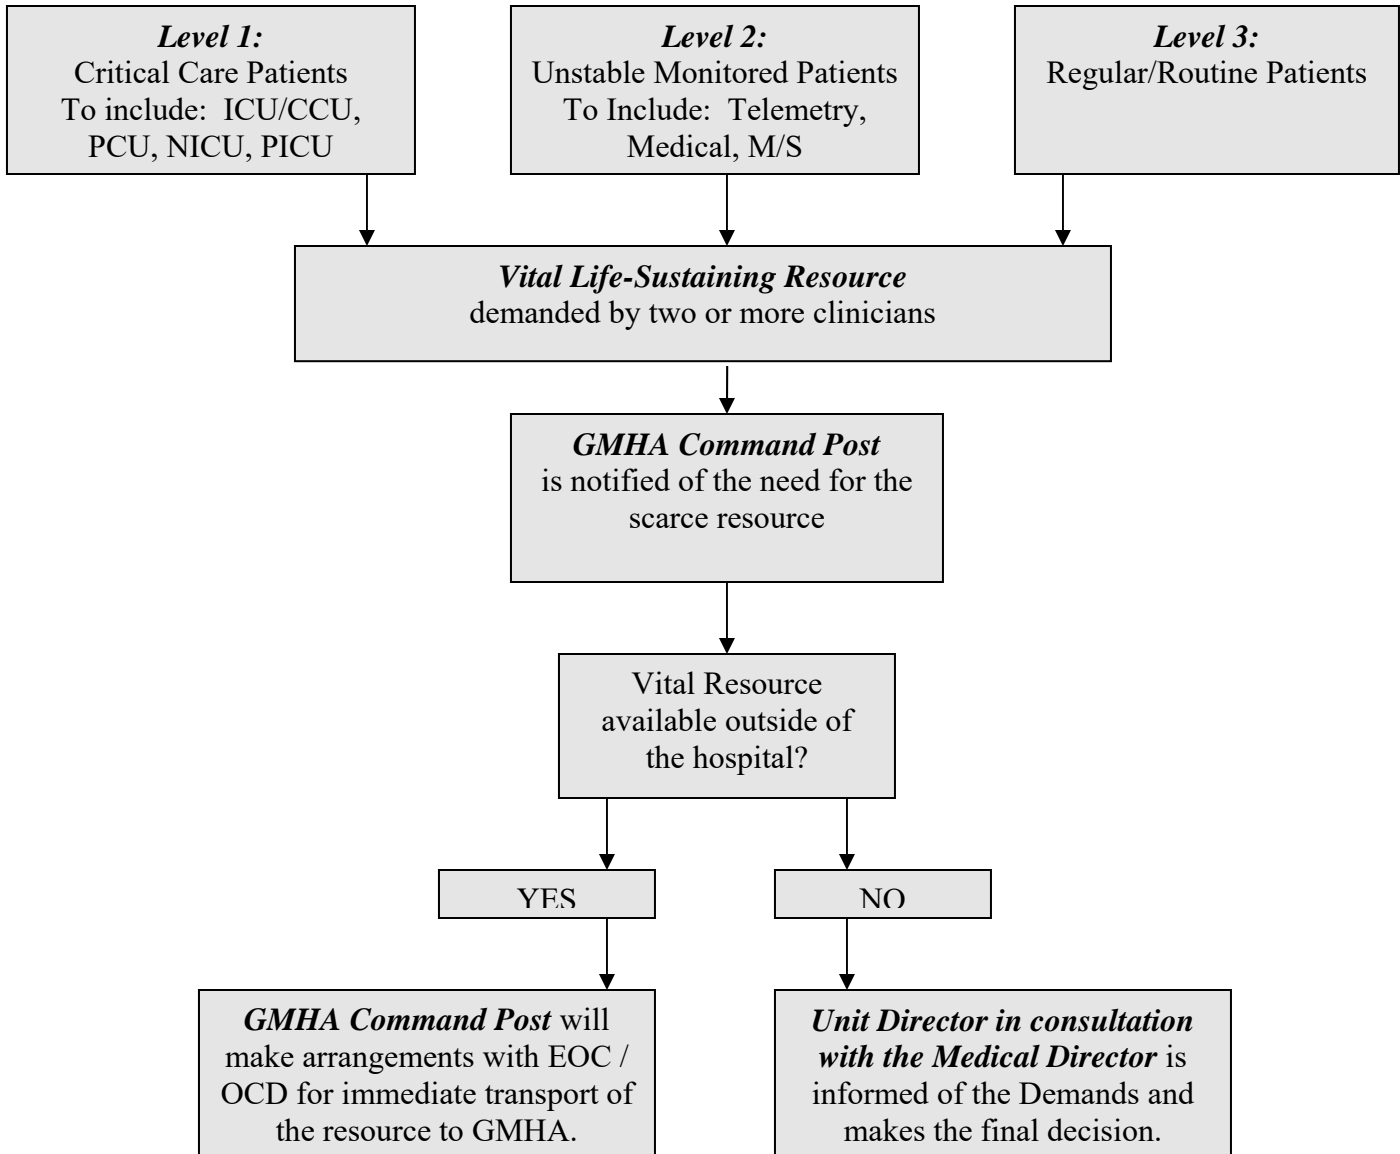 Level 1:
Critical Care Patients
To include: ICU/CCU,
PCU, NICU, PICU
Level 2:
Unstable Monitored Patients
To Include: Telemetry,
Medical, M/S
Level 3:
Regular/Routine Patients
Vital Life-Sustaining Resource
demanded by two or more clinicians
GMHA Command Post
is notified of the need for the
scarce resource
Vital Resource
available outside of
the hospital?
YES
NO
GMHA Command Post will
make arrangements with EOC /
OCD for immediate transport of
the resource to GMHA.
Unit Director in consultation
with the Medical Director is
informed of the Demands and
makes the final decision.